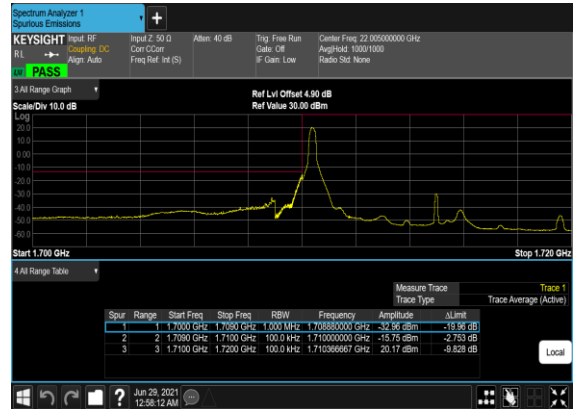 Spectrum Analyzer 1
Spurious Emissions
KEYSIGHT Input: RF Input Z: 50 Ω Atten: 40 dB Trig: Free Run Center Freq: 22.005000000 GHz
R L Coupling: DC Corr CCorr Gate: Off Avg|Hold: 1000/1000
Align: Auto Freq Ref: Int (S) IF Gain: Low Radio Std: None
PASS
3 All Range Graph
Ref Lvl Offset 4.90 dB
Scale/Div 10.0 dB Ref Value 30.00 dBm
Log
20.0
10.0
0.00
-10.0
-20.0
-30.0
-40.0
-50.0
-60.0
Start 1.700 GHz Stop 1.720 GHz
4 All Range Table
Measure Trace Trace 1
Trace Type Trace Average (Active)
Spur Range Start Freq Stop Freq RBW Frequency Amplitude ΔLimit
1 1 1.7000 GHz 1.7090 GHz 1.000 MHz 1.708880000 GHz -32.96 dBm -19.96 dB
2 2 1.7090 GHz 1.7100 GHz 100.0 kHz 1.710000000 GHz -15.75 dBm -2.753 dB
3 3 1.7100 GHz 1.7200 GHz 100.0 kHz 1.710366667 GHz 20.17 dBm -9.828 dB
Local
? Jun 29, 2021
12:58:12 AM